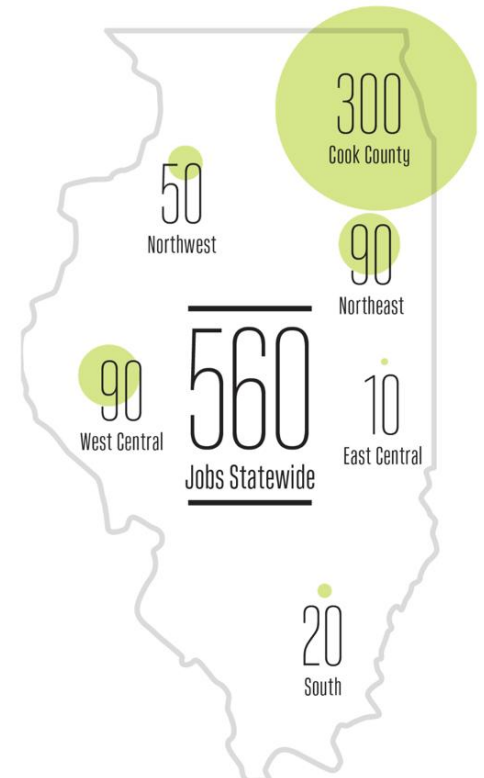 300
Cook County
50
Northwest
90
Northeast
560
Jobs Statewide
90
West Central
10
East Central
20
South